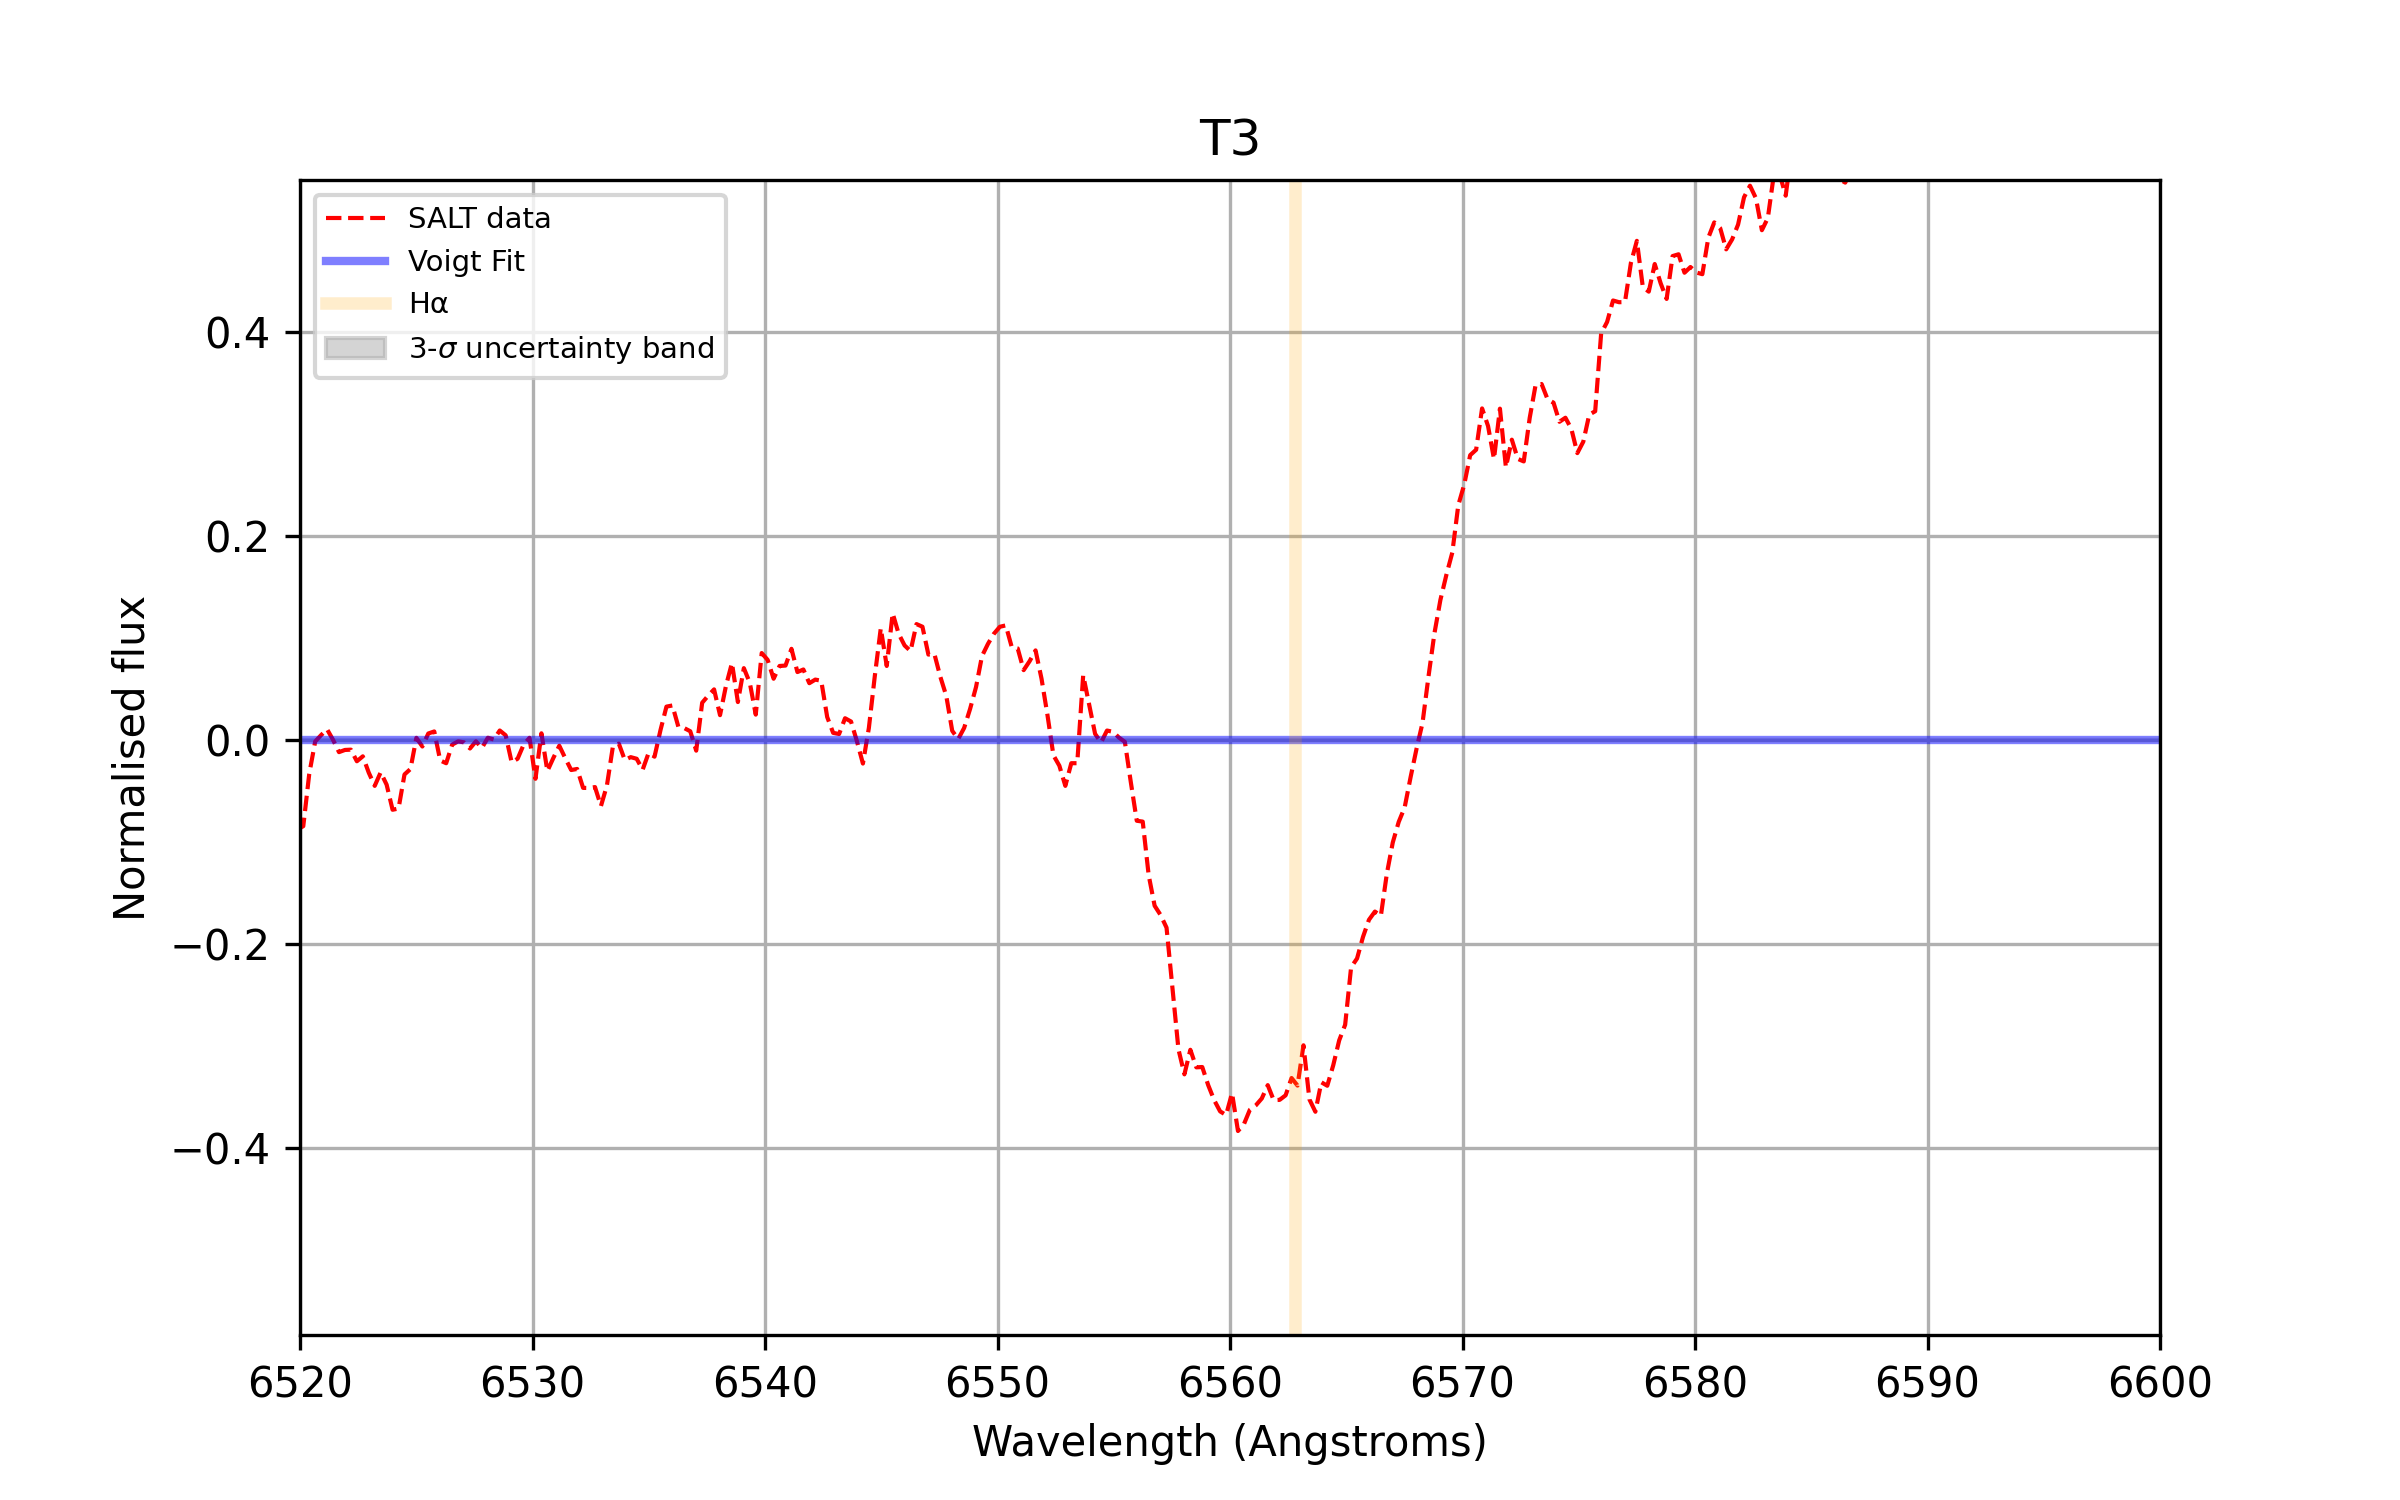 T3
SALT data
Voigt Fit
Hα
3-σ uncertainty band
Normalised flux
0.4
0.2
0.0
−0.2
−0.4
6520 6530 6540 6550 6560 6570 6580 6590 6600
Wavelength (Angstroms)